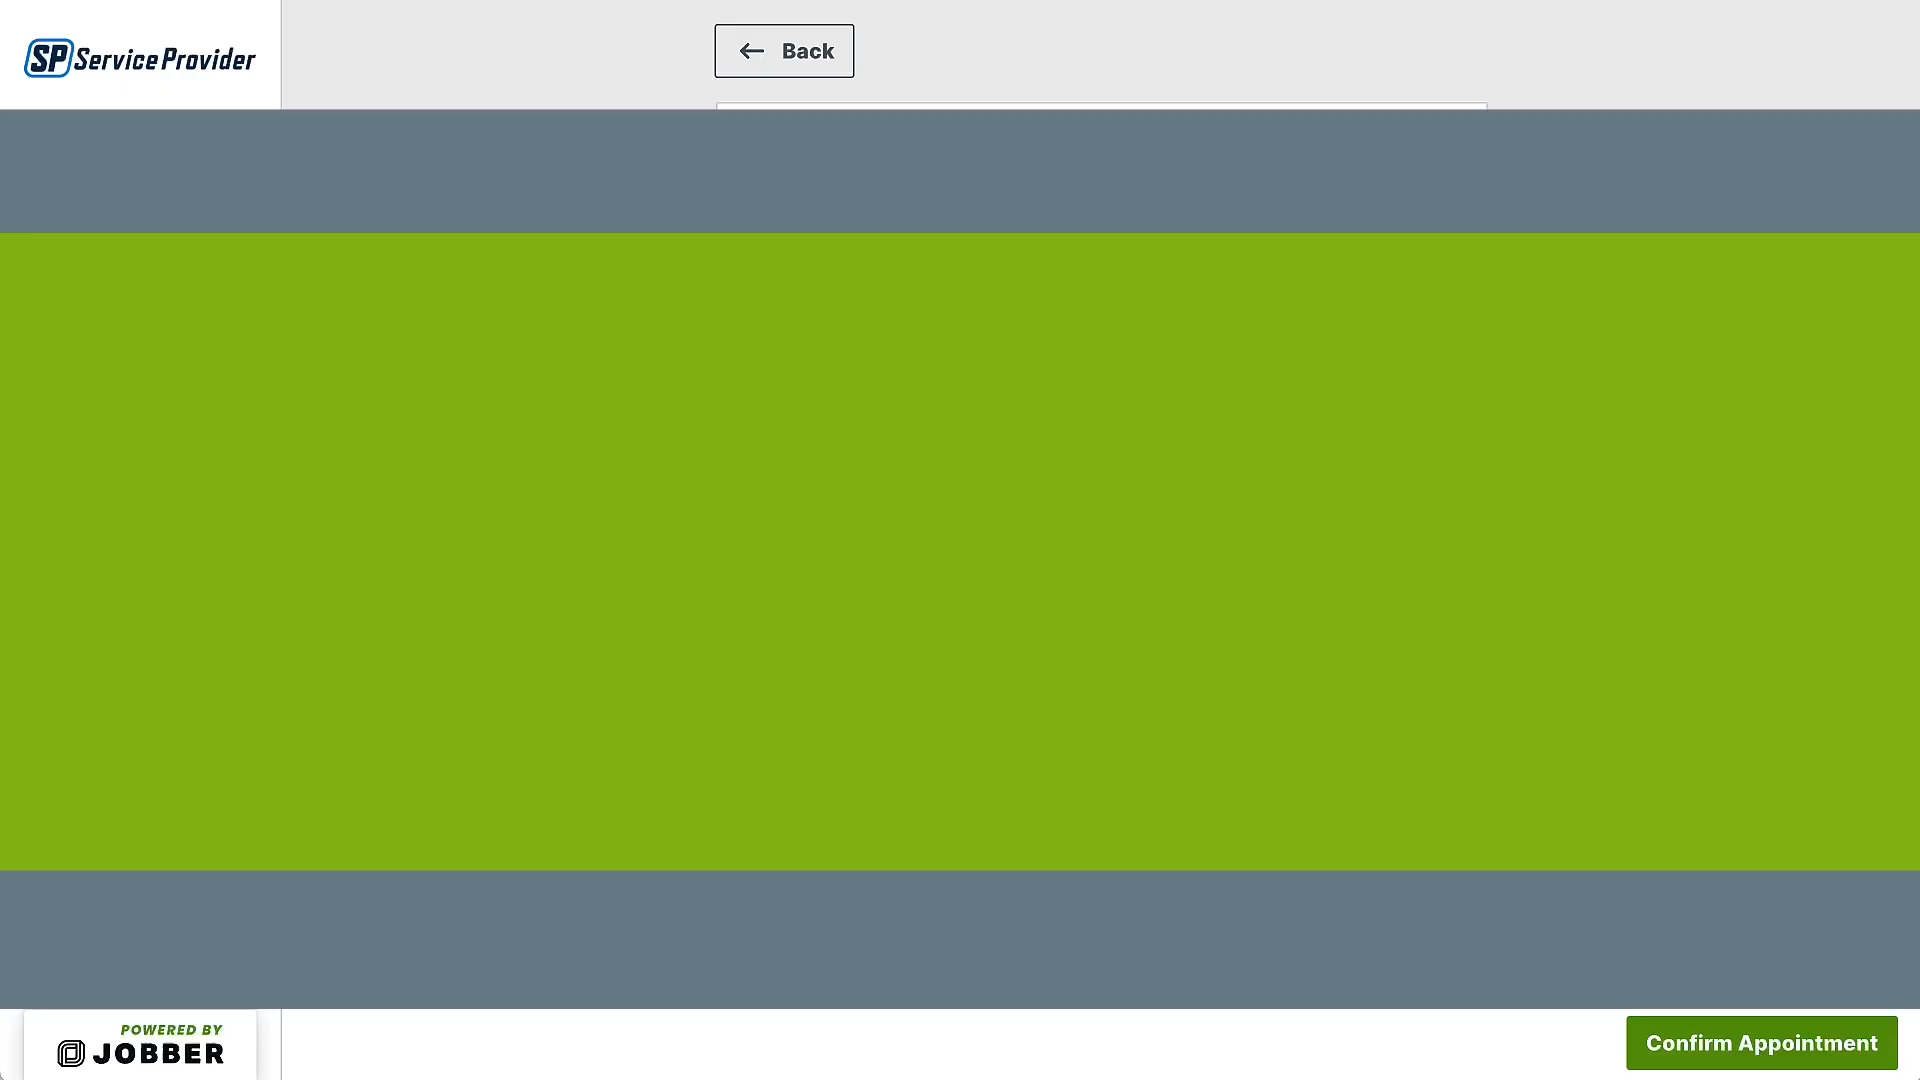 SP Service Provider
Back
POWERED BY
JOBBER
Confirm Appointment